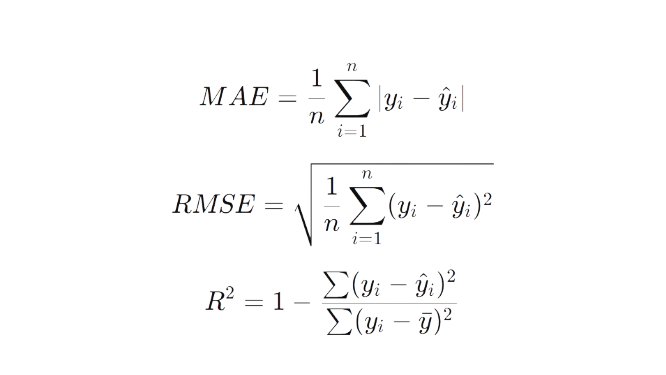 MAE = \frac{1}{n} \sum_{i=1}^{n} |y_i - \hat{y}_i|
RMSE = \sqrt{\frac{1}{n} \sum_{i=1}^{n} (y_i - \hat{y}_i)^2}
R^2 = 1 - \frac{\sum (y_i - \hat{y}_i)^2}{\sum (y_i - \bar{y})^2}